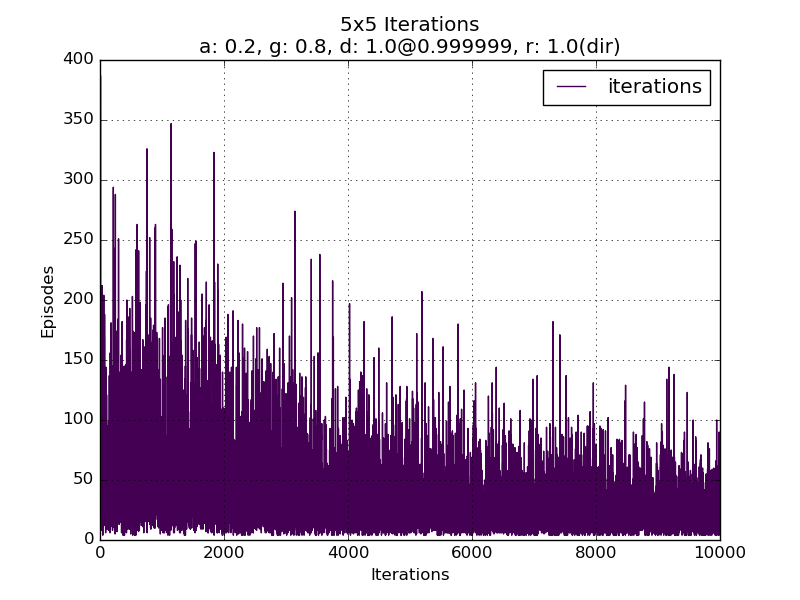 5x5 Iterations
a: 0.2, g: 0.8, d: 1.0@0.999999, r: 1.0(dir)
400
350
300
250
200
150
100
50
0
Episodes
iterations
0 2000 4000 6000 8000 10000
Iterations